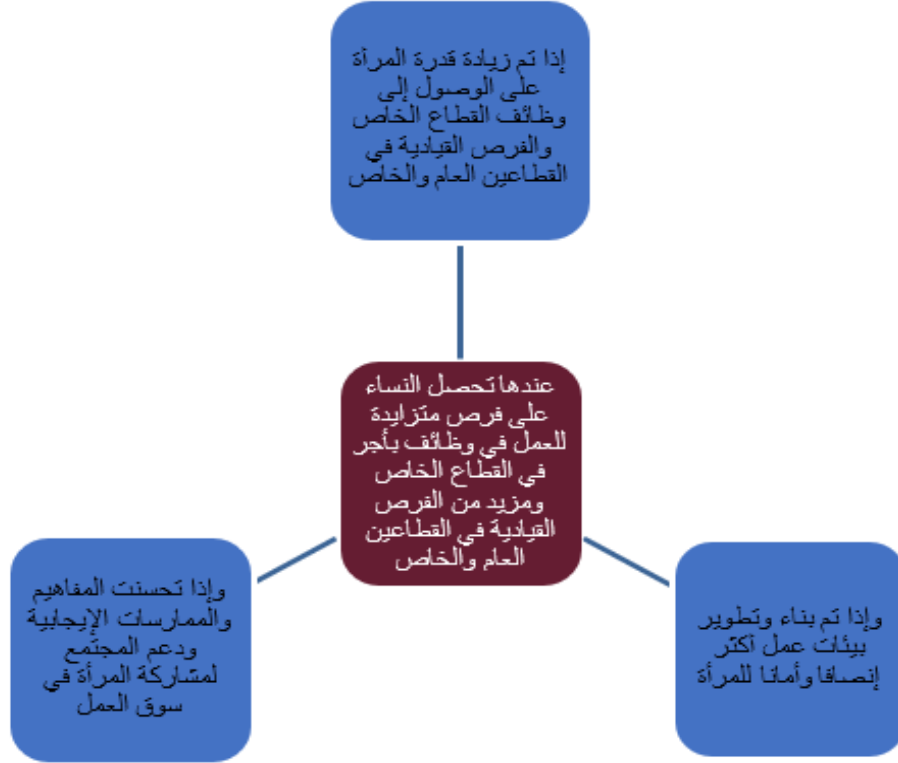 إذا تم زيادة قدرة المرأة
على الوصول إلى
وظائف القطاع الخاص
والفرص القيادية في
القطاعين العام والخاص
عندها تحصل النساء
على فرص متزايدة
للعمل في وظائف بأجر
في القطاع الخاص
ومزيد من الفرص
القيادية في القطاعين
العام والخاص
وإذا تم بناء وتطوير
بيئات عمل أكثر
إنصافا وأمانا للمرأة
وإذا تحسنت المفاهيم
والممارسات الإيجابية
ودعم المجتمع
لمشاركة المرأة في
سوق العمل